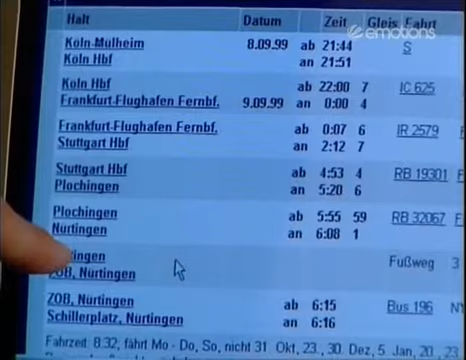 Halt Datum Zeit Gleis Fahrt
emotions
Köln-Mülheim 8.09.99 ab 21:44 S
Köln Hbf an 21:51
Köln Hbf ab 22:00 7 IC 625
Frankfurt-Flughafen Fernbf. 9.09.99 an 0:00 4
Frankfurt-Flughafen Fernbf. ab 0:07 6 IR 2579
Stuttgart Hbf an 2:12 7
Stuttgart Hbf ab 4:53 4 RB 19301 F
Plochingen an 5:20 6
Plochingen ab 5:55 59 RB 32067 F
Nürtingen an 6:08 1
tingen Fußweg 3
ZOB, Nürtingen
ZOB, Nürtingen ab 6:15 Bus 196
Schillerplatz, Nürtingen an 6:16
Fahrzeit 8:32, fährt Mo - Do, So, nicht 31 Okt, 23., 30. Dez, 5. Jan, 20., 23